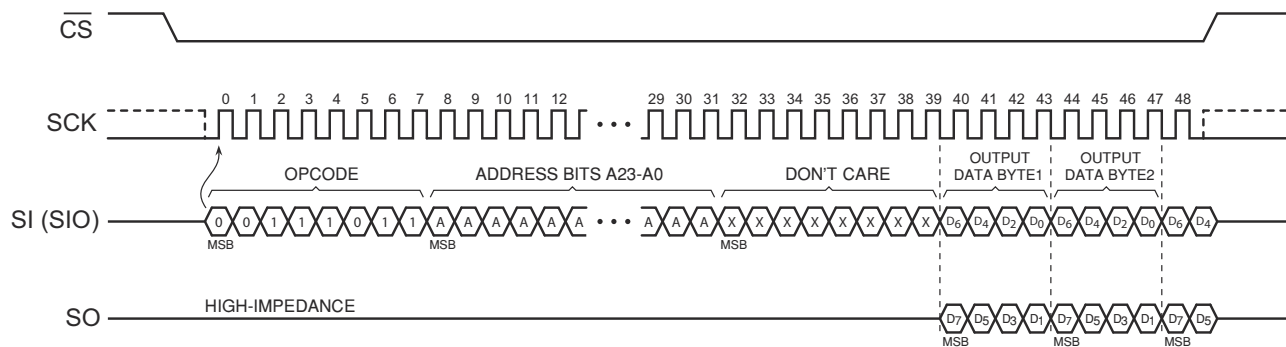 CS
0 1 2 3 4 5 6 7 8 9 10 11 12 29 30 31 32 33 34 35 36 37 38 39 40 41 42 43 44 45 46 47 48
SCK
OPCODE ADDRESS BITS A23-A0 DON'T CARE OUTPUT DATA BYTE1 OUTPUT DATA BYTE2
SI (SIO) 0 0 1 1 1 0 1 1 A A A A A A A A A X X X X X X X X D6 D4 D2 D0 D6 D4 D2 D0 D6 D4
MSB MSB MSB
HIGH-IMPEDANCE
SO D7 D5 D3 D1 D7 D5 D3 D1 D7 D5
MSB MSB MSB